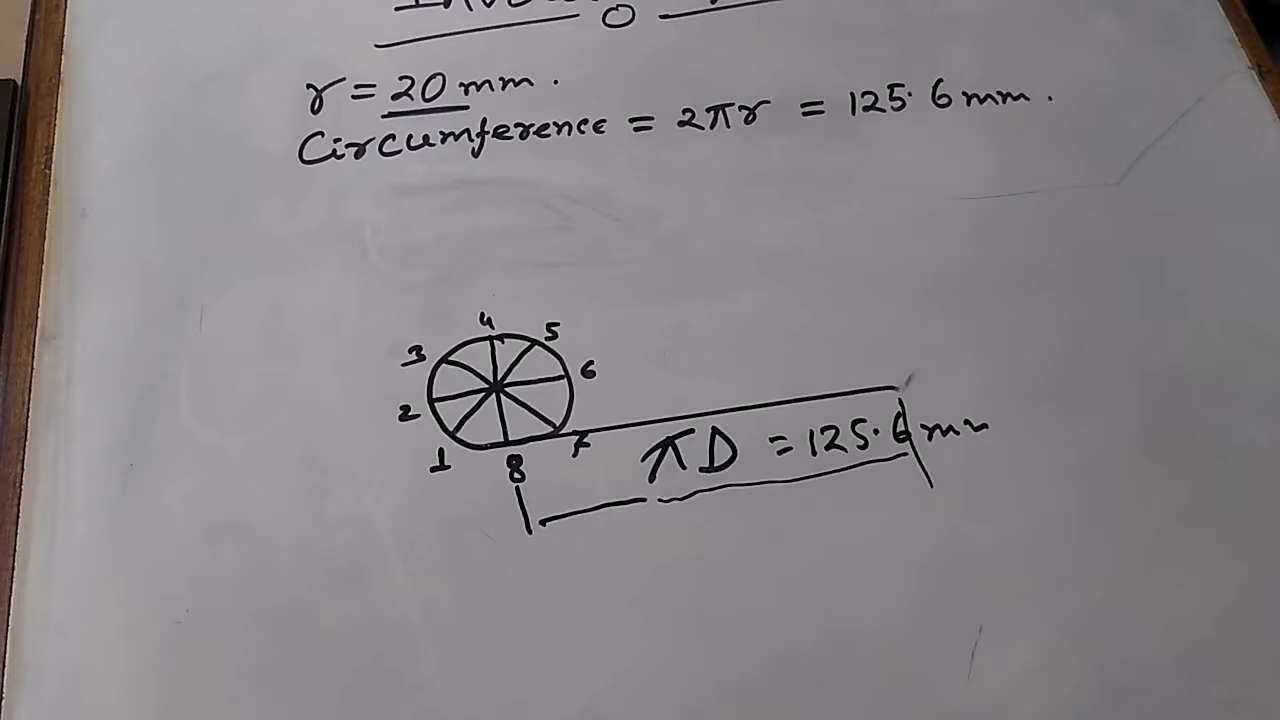 r = 20 mm.
Circumference = 2πr = 125.6 mm.
4
5
3
6
2
7
1
8
πD = 125.6 mm